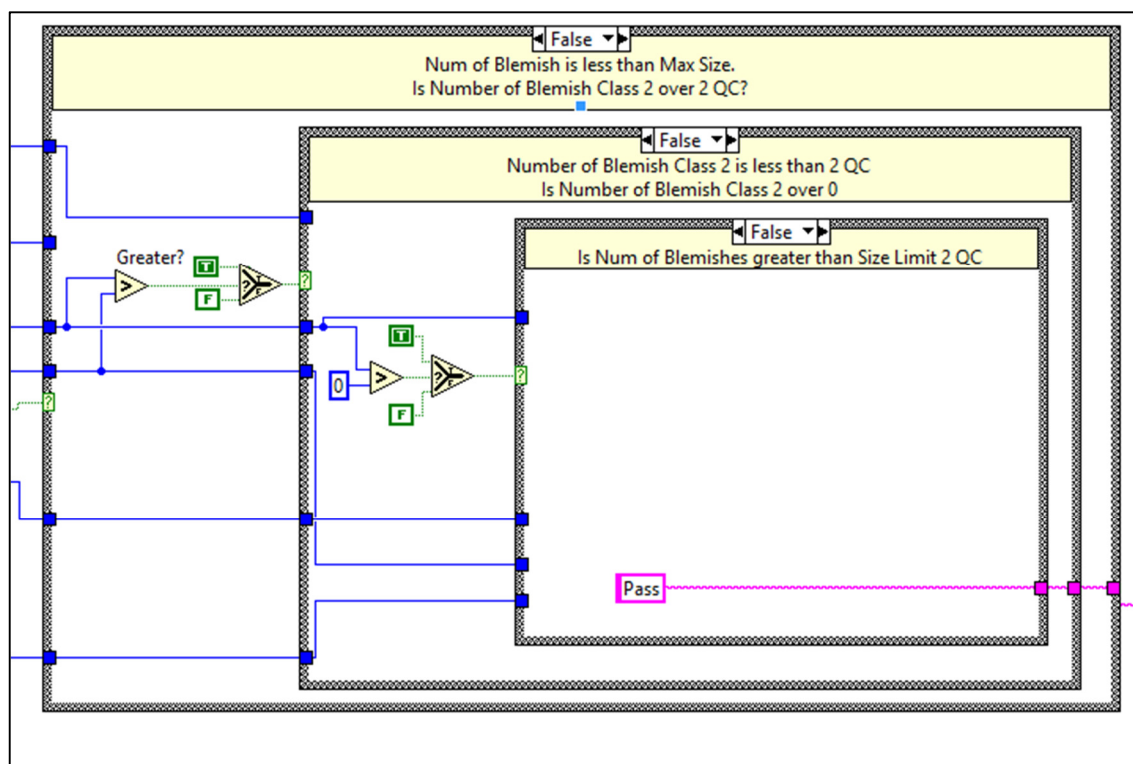 False
Num of Blemish is less than Max Size.
Is Number of Blemish Class 2 over 2 QC?
False
Number of Blemish Class 2 is less than 2 QC
Is Number of Blemish Class 2 over 0
False
Is Num of Blemishes greater than Size Limit 2 QC
Greater?
T
>
?
T
F
F
?
T
0
>
?
T
F
?
F
?
Pass